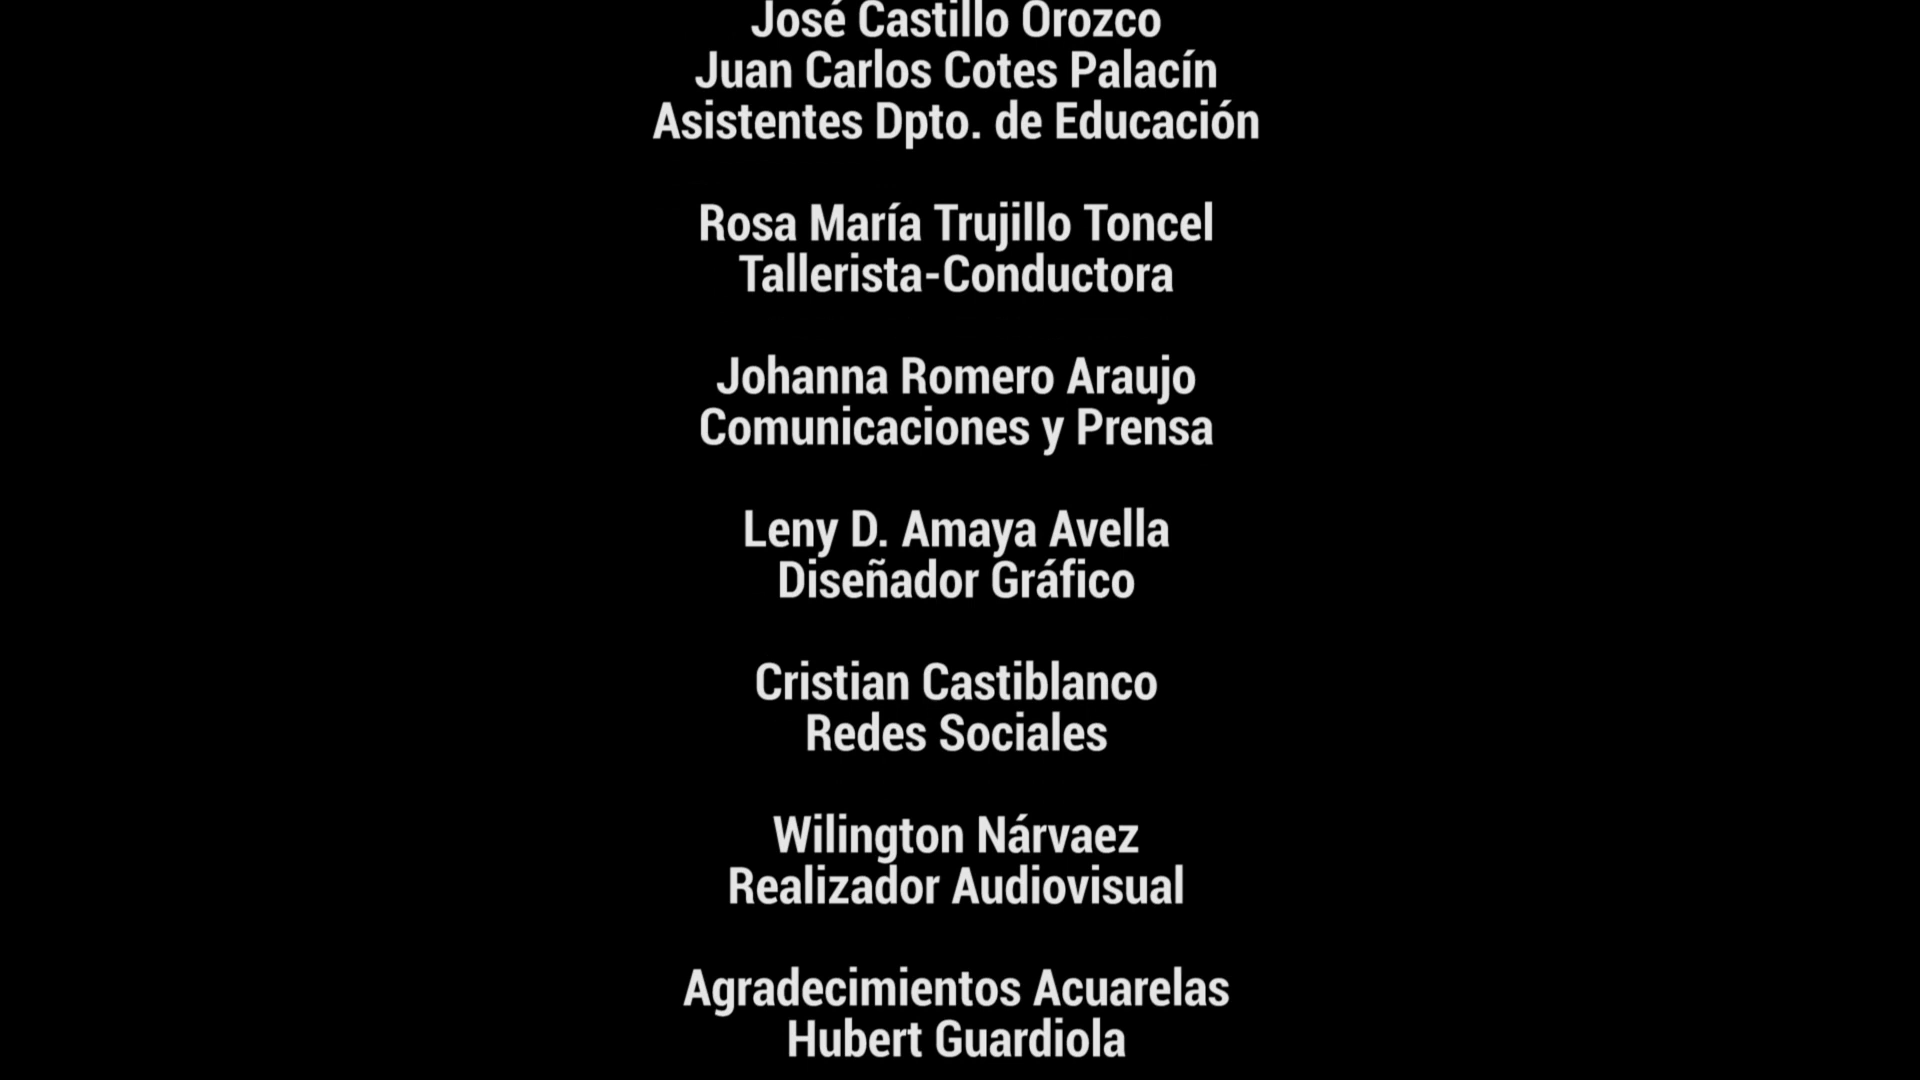 José Castillo Orozco
Juan Carlos Cotes Palacín
Asistentes Dpto. de Educación
Rosa María Trujillo Toncel
Tallerista-Conductora
Johanna Romero Araujo
Comunicaciones y Prensa
Leny D. Amaya Avella
Diseñador Gráfico
Cristian Castiblanco
Redes Sociales
Wilington Nárvaez
Realizador Audiovisual
Agradecimientos Acuarelas
Hubert Guardiola